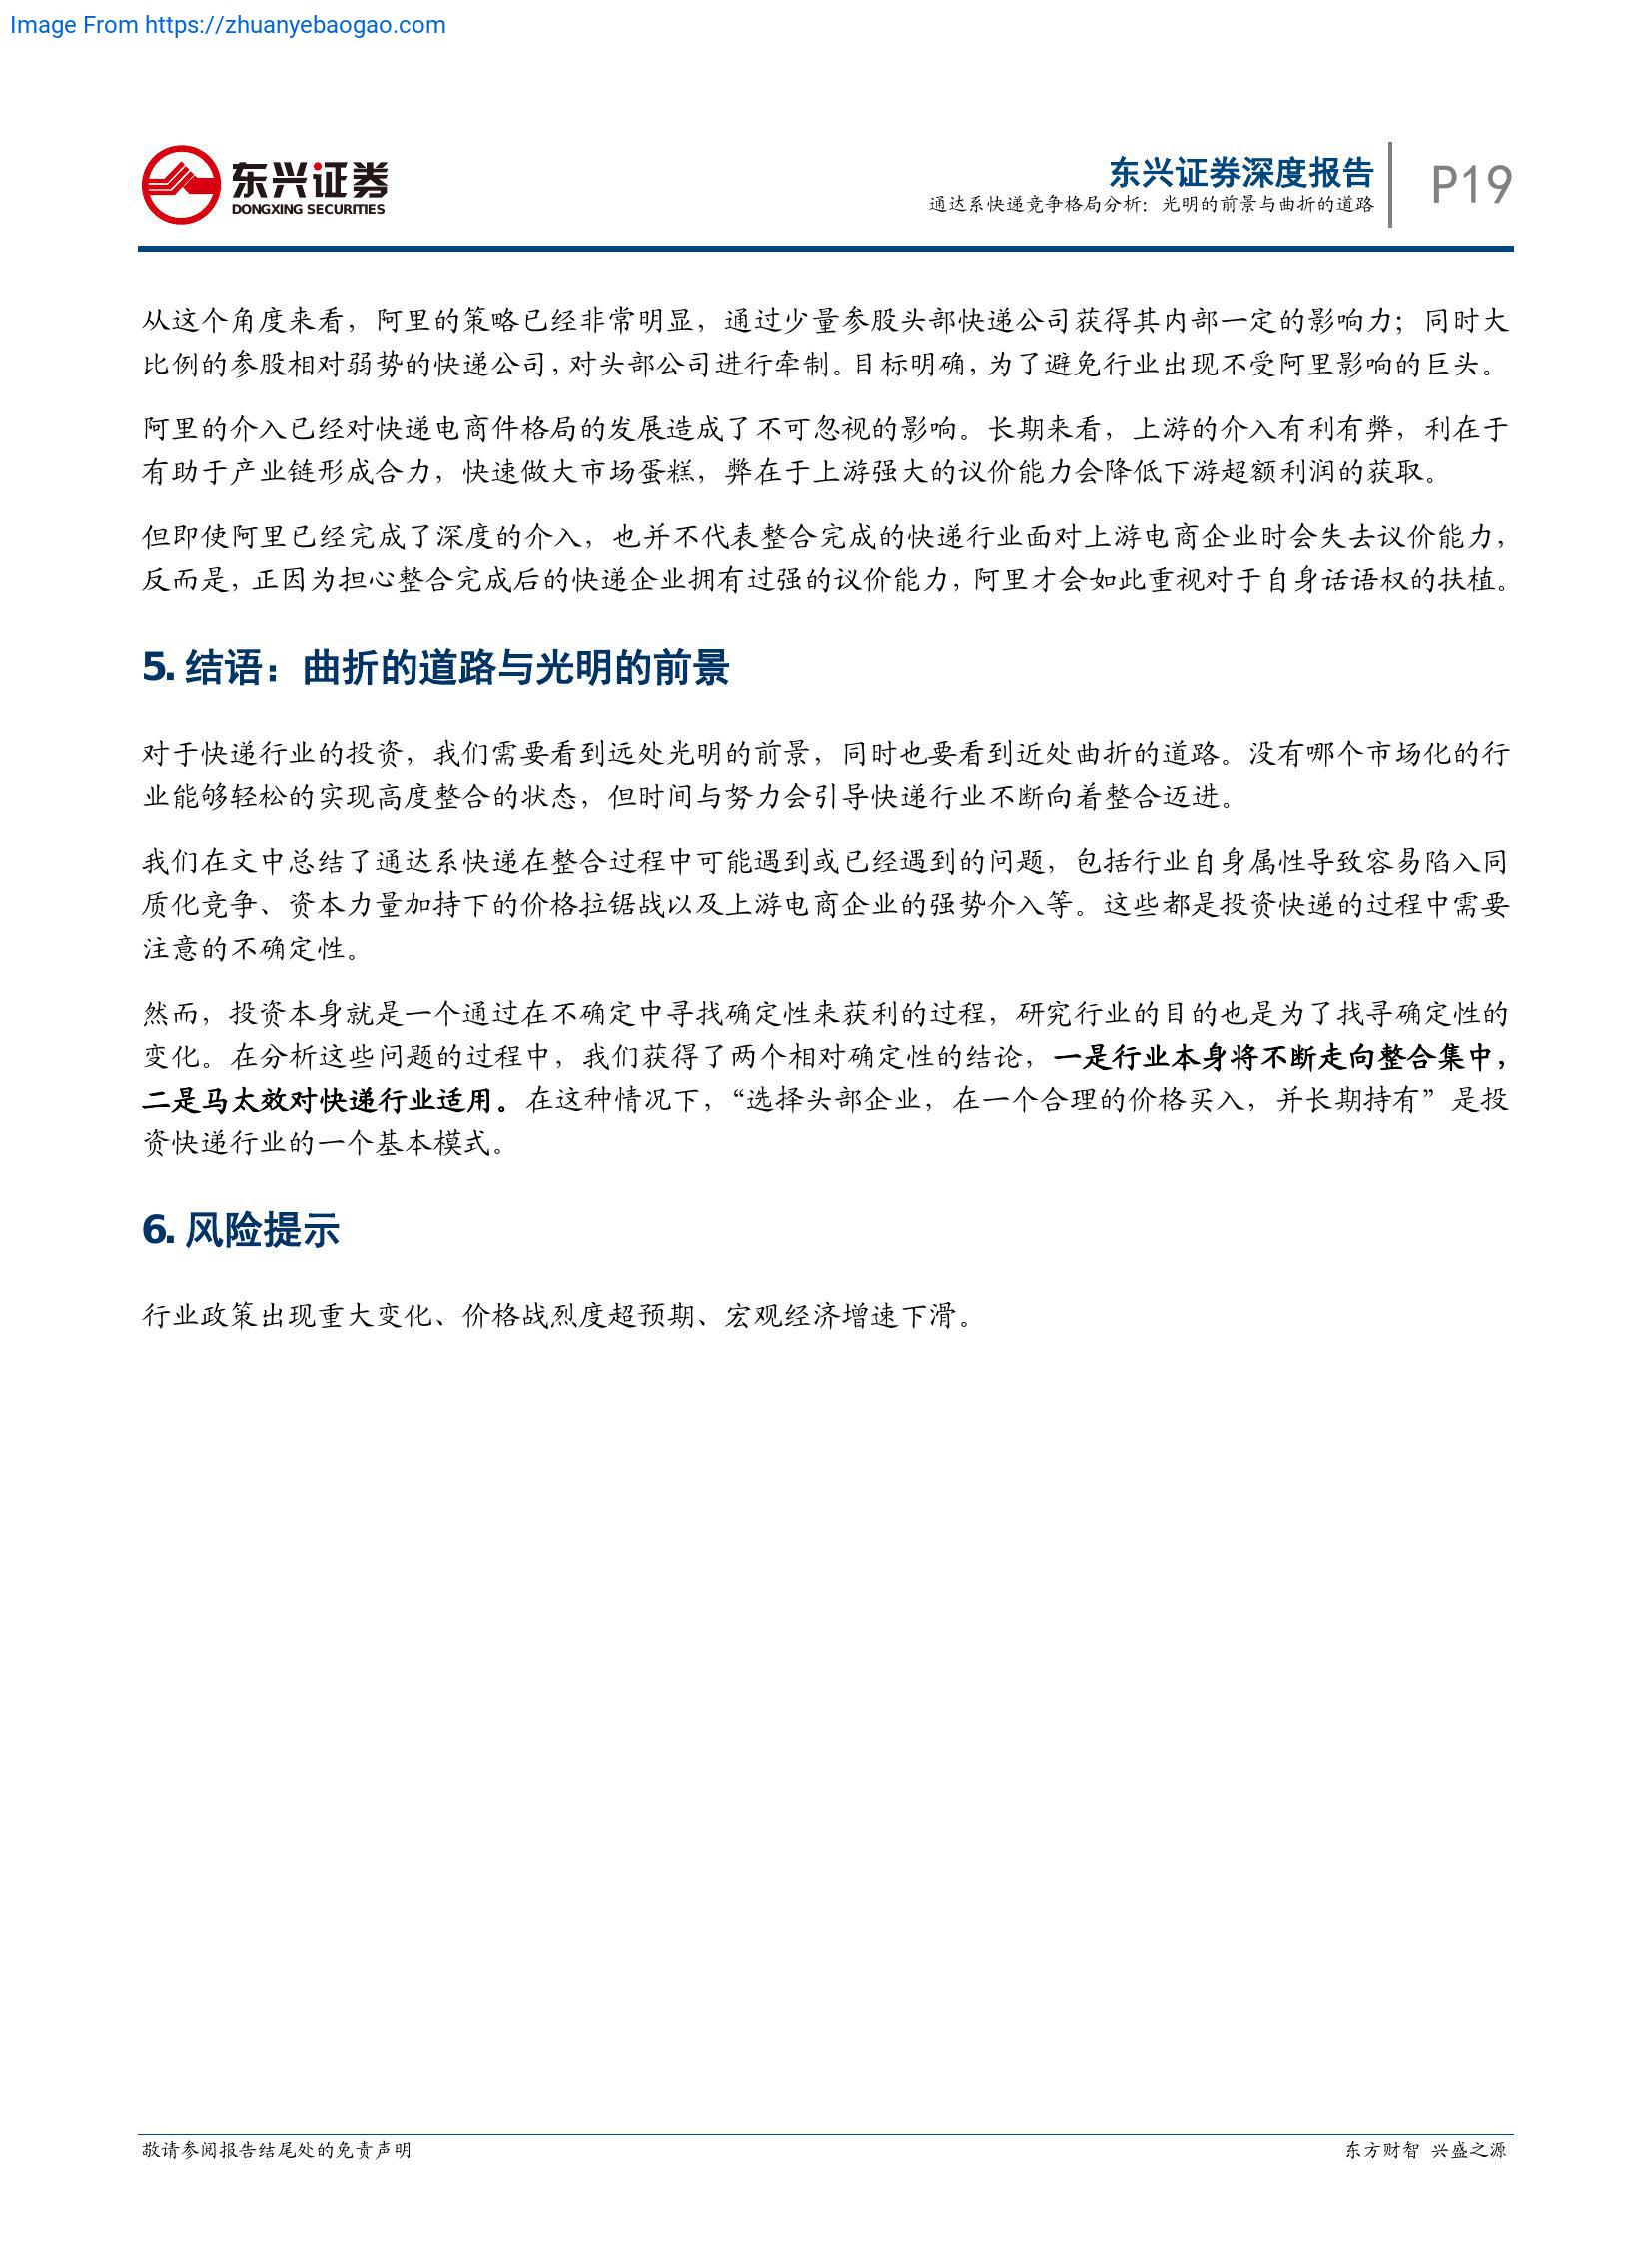 Image From https://zhuanyebaogao.com
东兴证券
DONGXING SECURITIES
东兴证券深度报告
通达系快递竞争格局分析：光明的前景与曲折的道路
P19
从这个角度来看，阿里的策略已经非常明显，通过少量参股头部快递公司获得其内部一定的影响力；同时大
比例的参股相对弱势的快递公司，对头部公司进行牵制。目标明确，为了避免行业出现不受阿里影响的巨头。
阿里的介入已经对快递电商件格局的发展造成了不可忽视的影响。长期来看，上游的介入有利有弊，利在于
有助于产业链形成合力，快速做大市场蛋糕，弊在于上游强大的议价能力会降低下游超额利润的获取。
但即使阿里已经完成了深度的介入，也并不代表整合完成的快递行业面对上游电商企业时会失去议价能力，
反而是，正因为担心整合完成后的快递企业拥有过强的议价能力，阿里才会如此重视对于自身话语权的扶植。
5. 结语：曲折的道路与光明的前景
对于快递行业的投资，我们需要看到远处光明的前景，同时也要看到近处曲折的道路。没有哪个市场化的行
业能够轻松的实现高度整合的状态，但时间与努力会引导快递行业不断向着整合迈进。
我们在文中总结了通达系快递在整合过程中可能遇到或已经遇到的问题，包括行业自身属性导致容易陷入同
质化竞争、资本力量加持下的价格拉锯战以及上游电商企业的强势介入等。这些都是投资快递的过程中需要
注意的不确定性。
然而，投资本身就是一个通过在不确定中寻找确定性来获利的过程，研究行业的目的也是为了找寻确定性的
变化。在分析这些问题的过程中，我们获得了两个相对确定性的结论，一是行业本身将不断走向整合集中，
二是马太效对快递行业适用。在这种情况下，“选择头部企业，在一个合理的价格买入，并长期持有”是投
资快递行业的一个基本模式。
6. 风险提示
行业政策出现重大变化、价格战烈度超预期、宏观经济增速下滑。
敬请参阅报告结尾处的免责声明
东方财智 兴盛之源